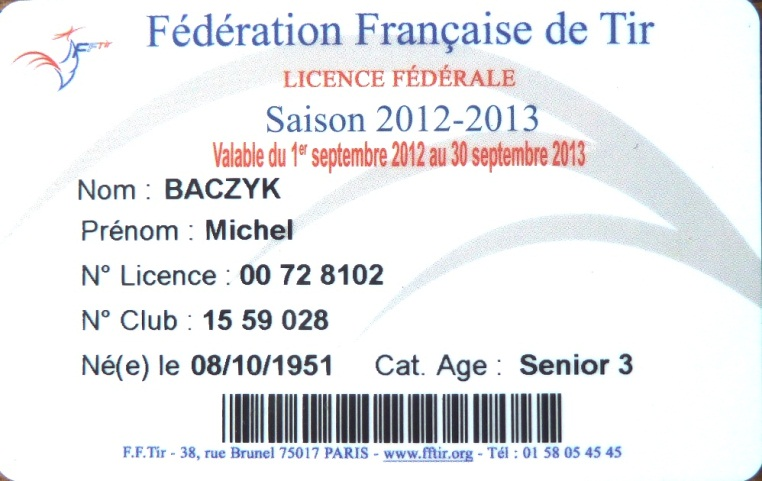 FFTir
Fédération Française de Tir
LICENCE FÉDÉRALE
Saison 2012-2013
Valable du 1er septembre 2012 au 30 septembre 2013
Nom : BACZYK
Prénom : Michel
N° Licence : 00 72 8102
N° Club : 15 59 028
Né(e) le 08/10/1951 Cat. Age : Senior 3
F.F.Tir - 38, rue Brunel 75017 PARIS - www.fftir.org - Tél : 01 58 05 45 45